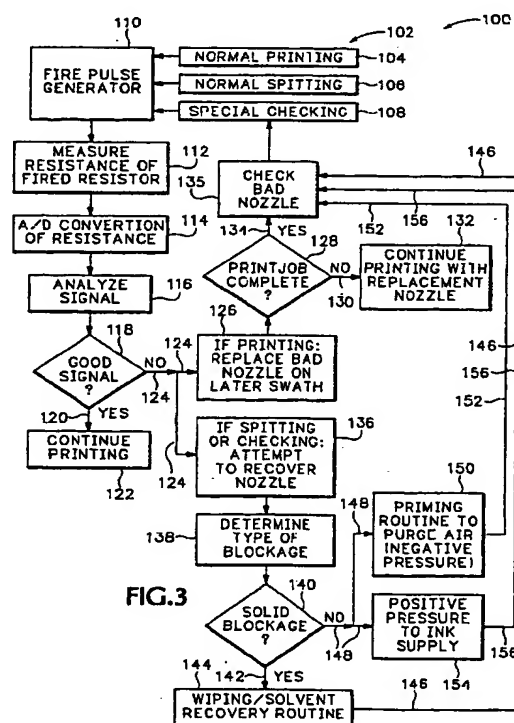 100
110
102
FIRE PULSE
GENERATOR
NORMAL PRINTING
104
NORMAL SPITTING
106
SPECIAL CHECKING
108
MEASURE
RESISTANCE OF
FIRED RESISTOR
112
135
CHECK
BAD
NOZZLE
146
156
152
A/D CONVERTION
OF RESISTANCE
114
134
YES
128
PRINTJOB
COMPLETE
?
NO
130
132
CONTINUE
PRINTING WITH
REPLACEMENT
NOZZLE
ANALYZE
SIGNAL
116
118
GOOD
SIGNAL
?
NO
124
124
126
IF PRINTING:
REPLACE BAD
NOZZLE ON
LATER SWATH
146
156
152
120
YES
CONTINUE
PRINTING
122
124
136
IF SPITTING
OR CHECKING:
ATTEMPT
TO RECOVER
NOZZLE
138
DETERMINE
TYPE OF
BLOCKAGE
148
150
PRIMING
ROUTINE TO
PURGE AIR
(NEGATIVE
PRESSURE)
FIG.3
140
SOLID
BLOCKAGE
?
NO
148
POSITIVE
PRESSURE
TO INK
SUPPLY
154
156
142
YES
144
WIPING/SOLVENT
RECOVERY ROUTINE
146